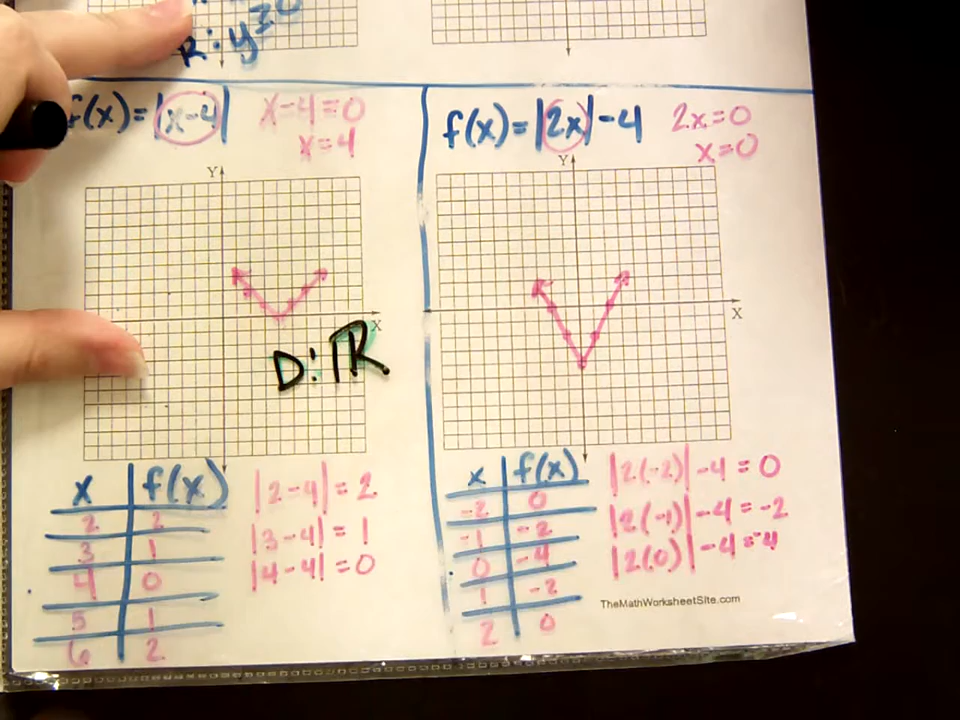 R: y≥0
f(x) = |x-4|
x-4=0
x=4
Y
X
D: ℝ
x f(x)
2 2
3 1
4 0
5 1
6 2
|2-4| = 2
|3-4| = 1
|4-4| = 0
f(x) = |2x| - 4
2x=0
x=0
Y
X
x f(x)
-2 0
-1 -2
0 -4
1 -2
2 0
|2(-2)| - 4 = 0
|2(-1)| - 4 = -2
|2(0)| - 4 = -4
TheMathWorksheetSite.com